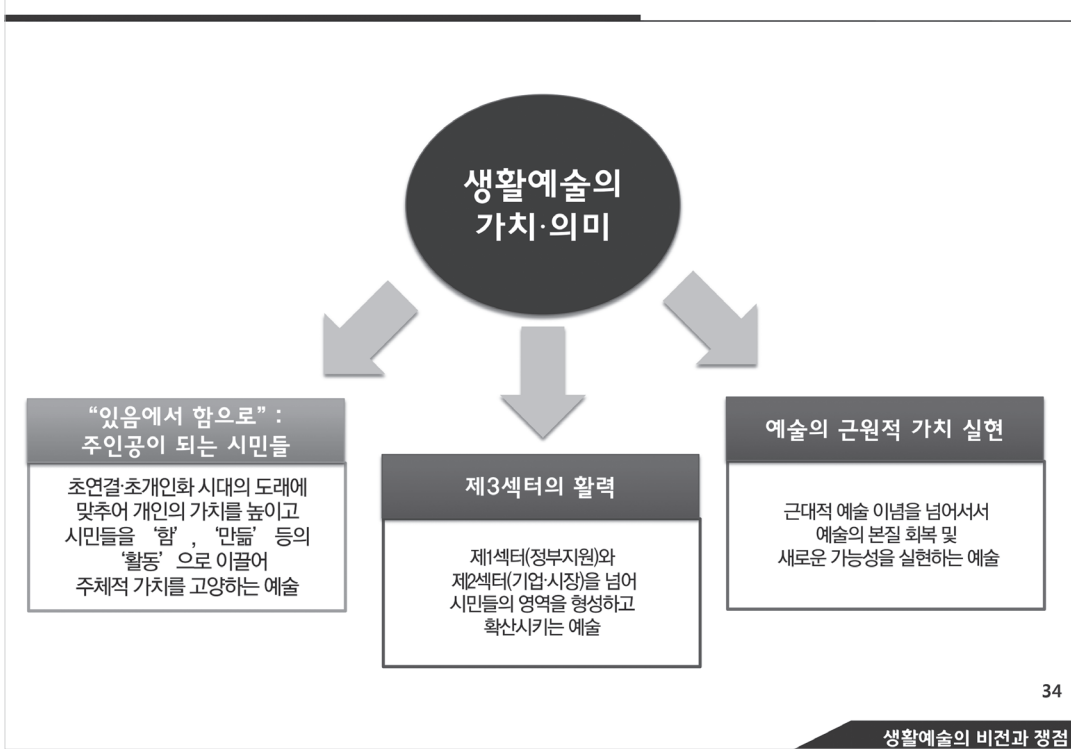 생활예술의
가치·의미
“있음에서 함으로” :
주인공이 되는 시민들
초연결·초개인화 시대의 도래에
맞추어 개인의 가치를 높이고
시민들을 ‘함’, ‘만듦’ 등의
‘활동’으로 이끌어
주체적 가치를 고양하는 예술
제3섹터의 활력
제1섹터(정부지원)와
제2섹터(기업·시장)을 넘어
시민들의 영역을 형성하고
확산시키는 예술
예술의 근원적 가치 실현
근대적 예술 이념을 넘어서서
예술의 본질 회복 및
새로운 가능성을 실현하는 예술
34
생활예술의 비전과 쟁점